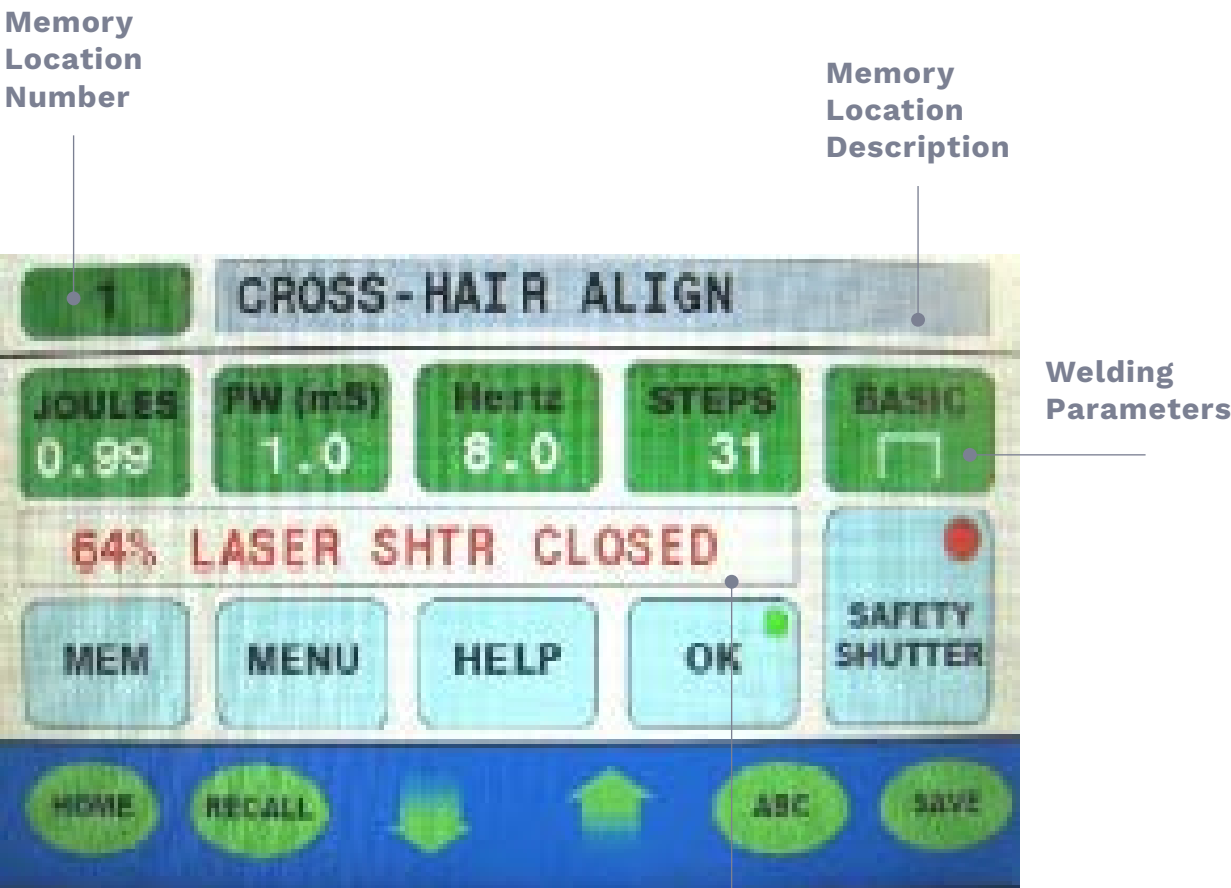 Memory
Location
Number
Memory
Location
Description
1 CROSS-HAIR ALIGN
JOULES PW (mS) Hertz STEPS BASIC
0.99 1.0 8.0 31
Welding
Parameters
64% LASER SHTR CLOSED
MEM MENU HELP OK SAFETY
SHUTTER
HOME RECALL ABC SAVE